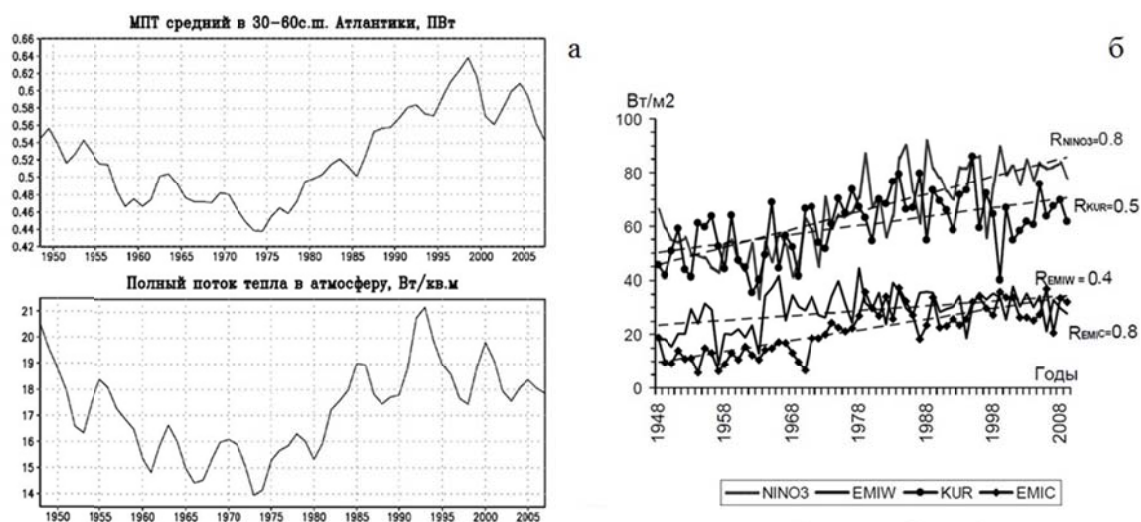 МПТ средний в 30–60с.ш. Атлантики, ПВт
0.66
0.64
0.62
0.6
0.58
0.56
0.54
0.52
0.5
0.48
0.46
0.44
0.42
1950 1955 1960 1965 1970 1975 1980 1985 1990 1995 2000 2005
Полный поток тепла в атмосферу, Вт/кв.м
21
20
19
18
17
16
15
14
1950 1955 1960 1965 1970 1975 1980 1985 1990 1995 2000 2005
а
б
Вт/м2
100
80
60
40
20
0
RNINO3=0.8
RKUR=0.5
REMIW = 0.4
REMIC=0.8
Годы
1948 1958 1968 1978 1988 1998 2008
NINO3 EMIW KUR EMIC